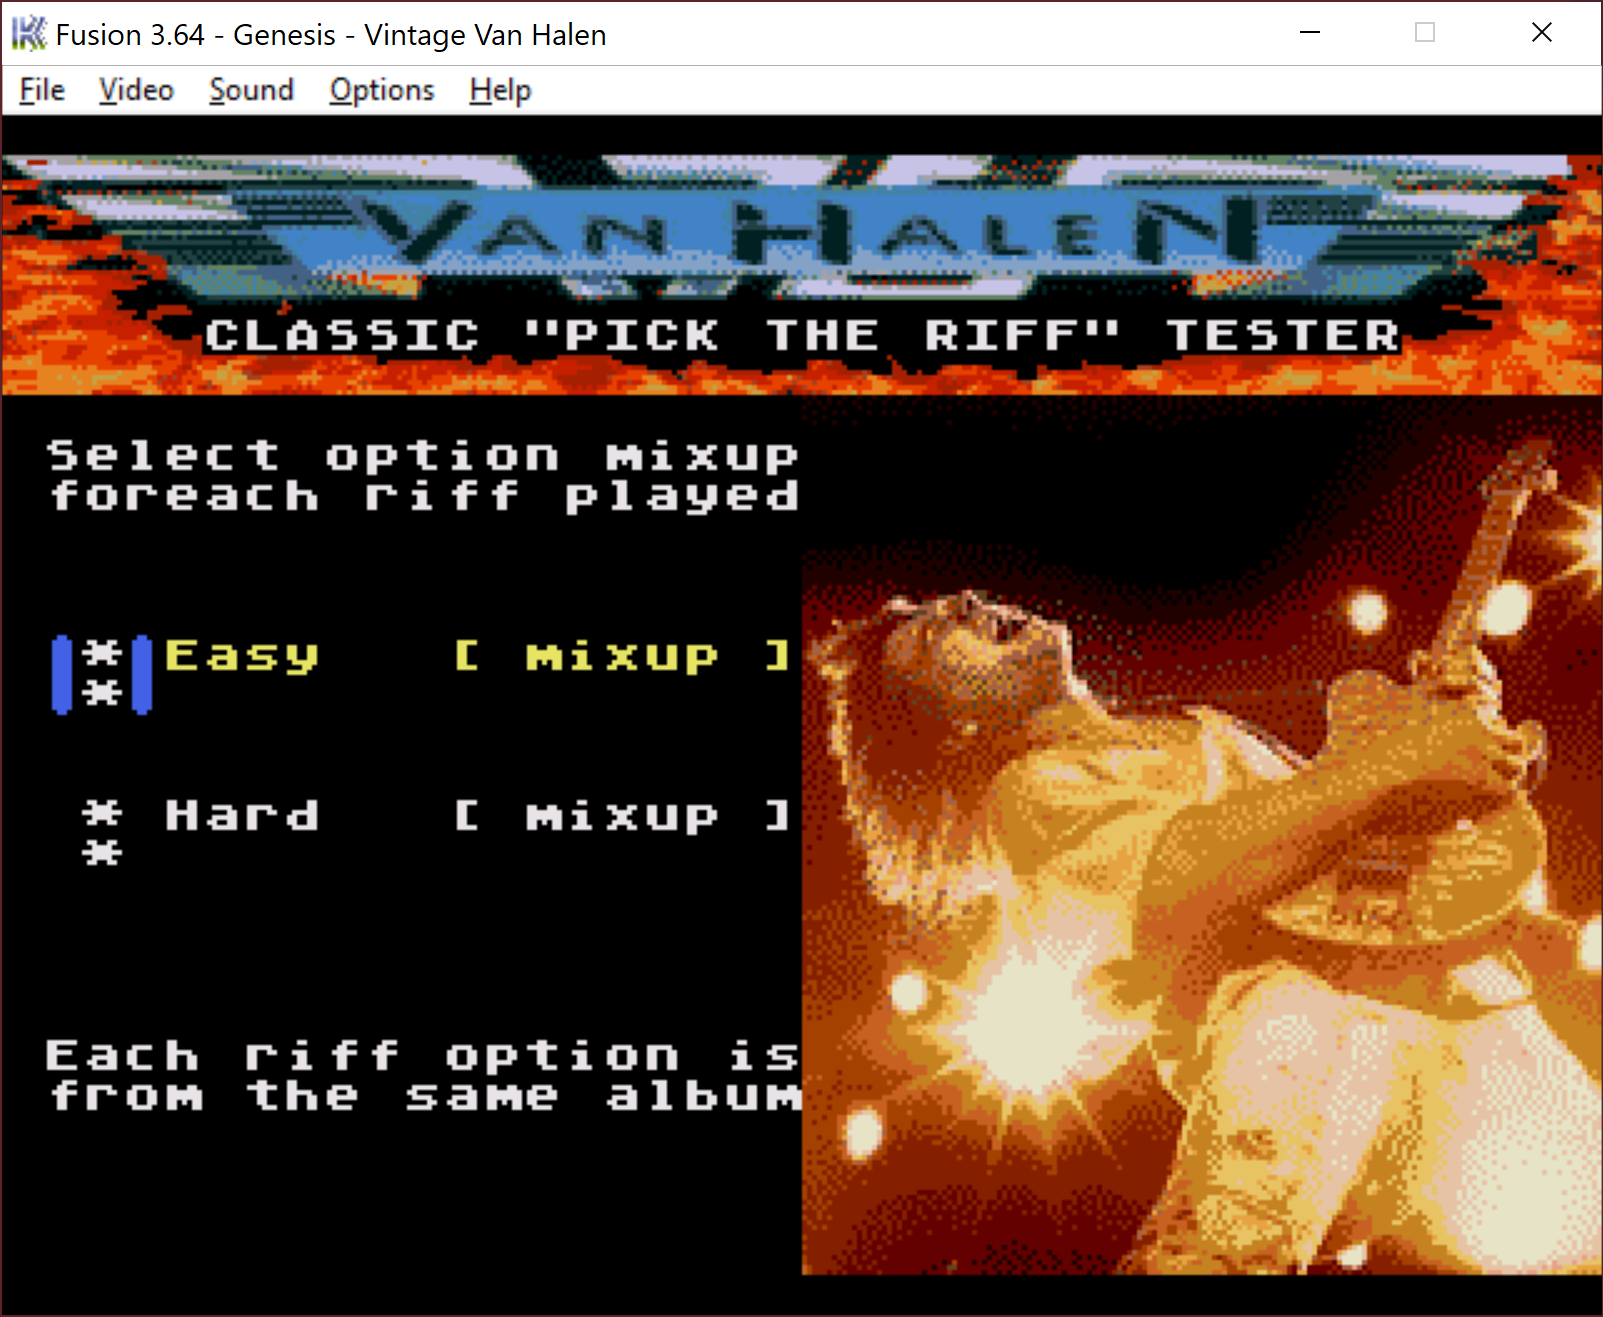 Fusion 3.64 - Genesis - Vintage Van Halen
File Video Sound Options Help
VAN HALEN
CLASSIC "PICK THE RIFF" TESTER
Select option mixup
foreach riff played
* Easy [ mixup ]
*
* Hard [ mixup ]
*
Each riff option is
from the same album